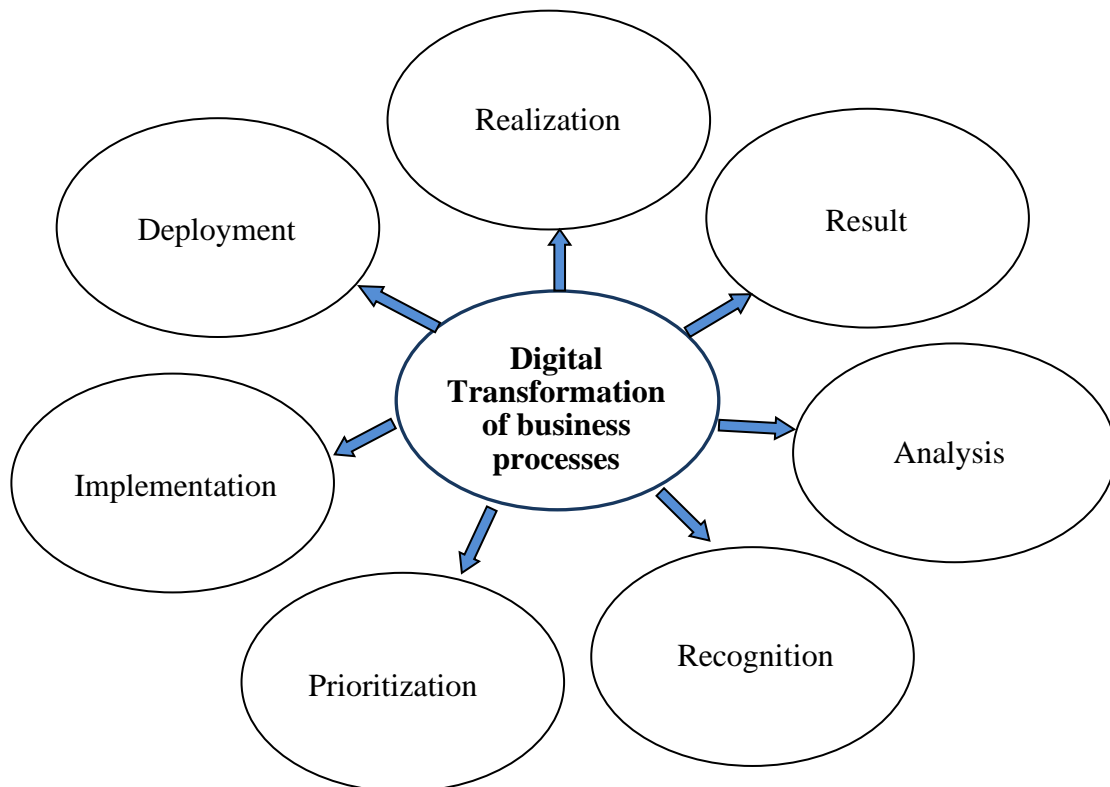 Realization
Result
Deployment
Digital
Transformation
of business
processes
Analysis
Implementation
Recognition
Prioritization